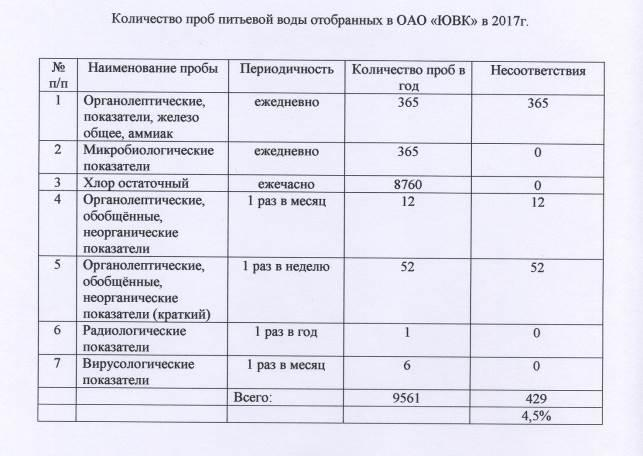 Количество проб питьевой воды отобранных в ОАО «ЮВК» в 2017г.
№ п/п Наименование пробы Периодичность Количество проб в год Несоответствия
1 Органолептические, показатели, железо общее, аммиак ежедневно 365 365
2 Микробиологические показатели ежедневно 365 0
3 Хлор остаточный ежечасно 8760 0
4 Органолептические, обобщённые, неорганические показатели 1 раз в месяц 12 12
5 Органолептические, обобщённые, неорганические показатели (краткий) 1 раз в неделю 52 52
6 Радиологические показатели 1 раз в год 1 0
7 Вирусологические показатели 1 раз в месяц 6 0
Всего: 9561 429
4,5%